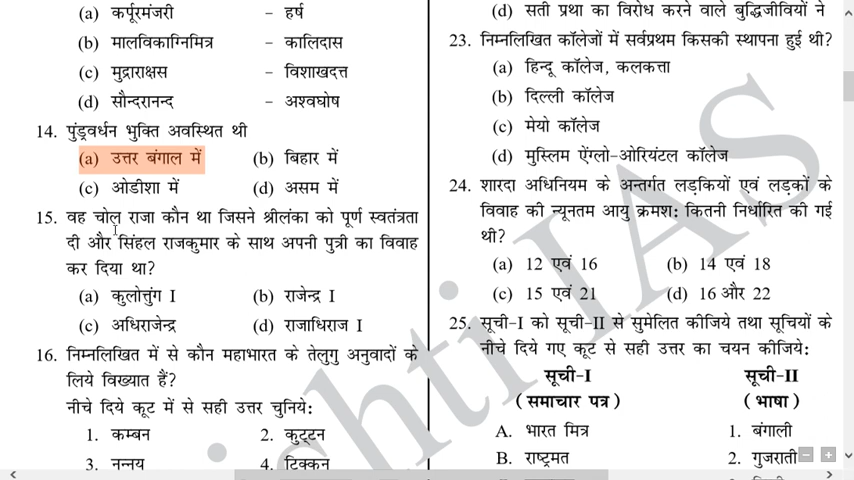 (a) कर्पूरमंजरी – हर्ष
(b) मालविकाग्निमित्र – कालिदास
(c) मुद्राराक्षस – विशाखदत्त
(d) सौन्दरानन्द – अश्वघोष
14. पुंड्रवर्धन भुक्ति अवस्थित थी
(a) उत्तर बंगाल में (b) बिहार में
(c) ओडीशा में (d) असम में
15. वह चोल राजा कौन था जिसने श्रीलंका को पूर्ण स्वतंत्रता
दी और सिंहल राजकुमार के साथ अपनी पुत्री का विवाह
कर दिया था?
(a) कुलोत्तुंग I (b) राजेन्द्र I
(c) अधिराजेन्द्र (d) राजाधिराज I
16. निम्नलिखित में से कौन महाभारत के तेलुगु अनुवादों के
लिये विख्यात हैं?
नीचे दिये कूट में से सही उत्तर चुनिये:
1. कम्बन 2. कुट्टन
3. नन्नय 4. टिक्कन
(d) सती प्रथा का विरोध करने वाले बुद्धिजीवियों ने
23. निम्नलिखित कॉलेजों में सर्वप्रथम किसकी स्थापना हुई थी?
(a) हिन्दू कॉलेज, कलकत्ता
(b) दिल्ली कॉलेज
(c) मेयो कॉलेज
(d) मुस्लिम ऐंग्लो-ओरियंटल कॉलेज
24. शारदा अधिनियम के अन्तर्गत लड़कियों एवं लड़कों के
विवाह की न्यूनतम आयु क्रमश: कितनी निर्धारित की गई
थी?
(a) 12 एवं 16 (b) 14 एवं 18
(c) 15 एवं 21 (d) 16 और 22
25. सूची-I को सूची-II से सुमेलित कीजिये तथा सूचियों के
नीचे दिये गए कूट से सही उत्तर का चयन कीजिये:
सूची-I सूची-II
(समाचार पत्र) (भाषा)
A. भारत मित्र 1. बंगाली
B. राष्ट्रमत 2. गुजराती
ishti IAS